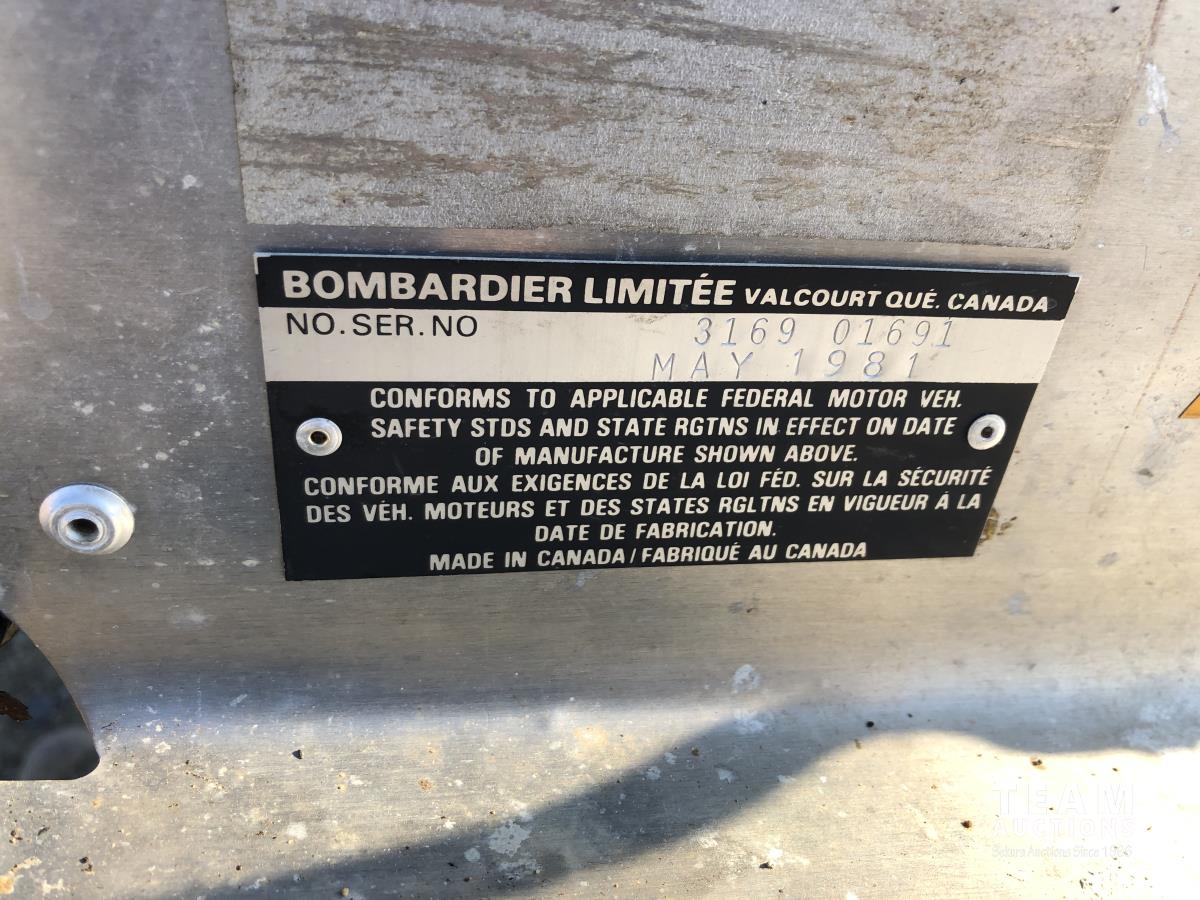 BOMBARDIER LIMITÉE VALCOURT QUÉ. CANADA
NO. SER. NO 3169 01691
MAY 1981
CONFORMS TO APPLICABLE FEDERAL MOTOR VEH.
SAFETY STDS AND STATE RGTNS IN EFFECT ON DATE
OF MANUFACTURE SHOWN ABOVE.
CONFORME AUX EXIGENCES DE LA LOI FÉD. SUR LA SÉCURITÉ
DES VÉH. MOTEURS ET DES STATES RGLTNS EN VIGUEUR À LA
DATE DE FABRICATION.
MADE IN CANADA / FABRIQUÉ AU CANADA
TEAM
AUCTIONS
Auctions Since 1966